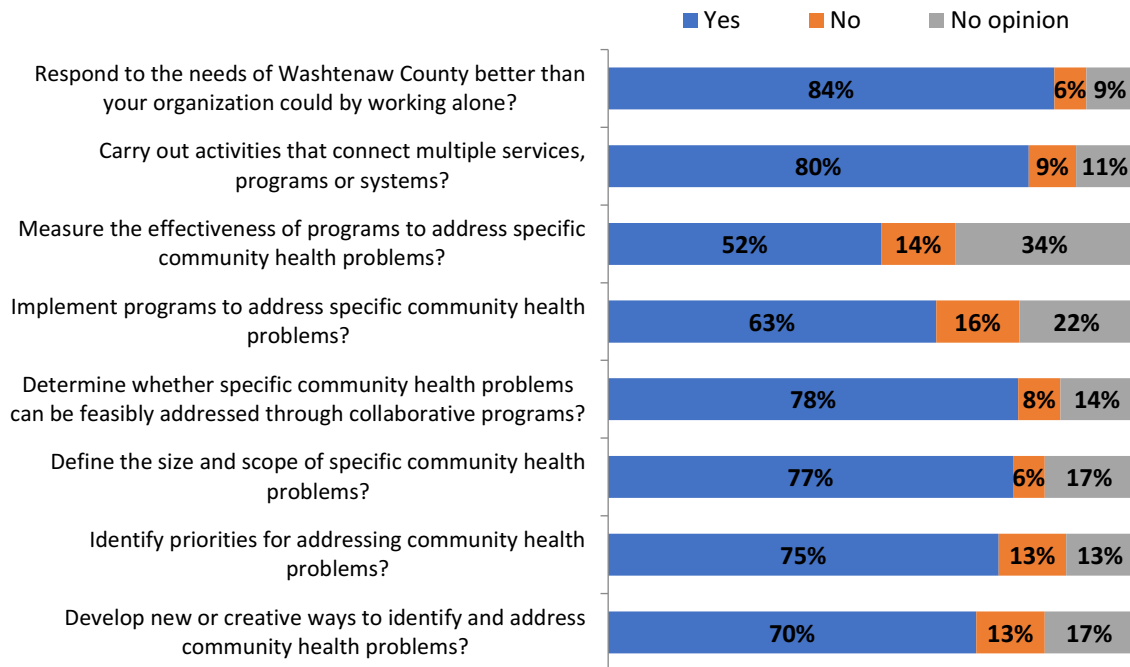 Yes No No opinion
Respond to the needs of Washtenaw County better than
your organization could by working alone?
84% 6% 9%
Carry out activities that connect multiple services,
programs or systems?
80% 9% 11%
Measure the effectiveness of programs to address specific
community health problems?
52% 14% 34%
Implement programs to address specific community health
problems?
63% 16% 22%
Determine whether specific community health problems
can be feasibly addressed through collaborative programs?
78% 8% 14%
Define the size and scope of specific community health
problems?
77% 6% 17%
Identify priorities for addressing community health
problems?
75% 13% 13%
Develop new or creative ways to identify and address
community health problems?
70% 13% 17%